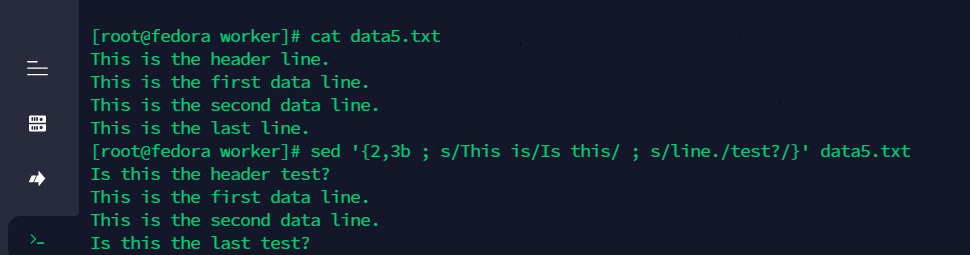 [root@fedora worker]# cat data5.txt
This is the header line.
This is the first data line.
This is the second data line.
This is the last line.
[root@fedora worker]# sed '{2,3b ; s/This is/Is this/ ; s/line./test?/}' data5.txt
Is this the header test?
This is the first data line.
This is the second data line.
Is this the last test?